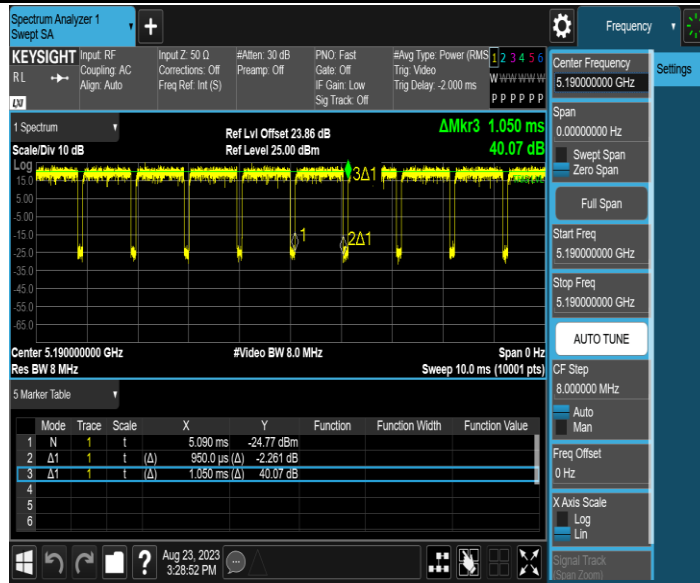 Spectrum Analyzer 1
Swept SA
+
Frequency
KEYSIGHT
RL
LXI
Input: RF
Coupling: AC
Align: Auto
Input Z: 50 Ω
Corrections: Off
Freq Ref: Int (S)
#Atten: 30 dB
Preamp: Off
PNO: Fast
Gate: Off
IF Gain: Low
Sig Track: Off
#Avg Type: Power (RMS
Trig: Video
Trig Delay: -2.000 ms
1 2 3 4 5 6
W W W W W W
P P P P P P
1 Spectrum
Scale/Div 10 dB
Ref Lvl Offset 23.86 dB
Ref Level 25.00 dBm
ΔMkr3 1.050 ms
40.07 dB
Log
15.0
5.00
-5.00
-15.0
-25.0
-35.0
-45.0
-55.0
-65.0
3Δ1
1
2Δ1
Center 5.190000000 GHz
Res BW 8 MHz
#Video BW 8.0 MHz
Span 0 Hz
Sweep 10.0 ms (10001 pts)
5 Marker Table
Mode Trace Scale X Y Function Function Width Function Value
1 N 1 t 5.090 ms -24.77 dBm
2 Δ1 1 t (Δ) 950.0 µs (Δ) -2.261 dB
3 Δ1 1 t (Δ) 1.050 ms (Δ) 40.07 dB
4
5
6
Aug 23, 2023
3:28:52 PM
?
Center Frequency
5.190000000 GHz
Span
0.00000000 Hz
Swept Span
Zero Span
Full Span
Start Freq
5.190000000 GHz
Stop Freq
5.190000000 GHz
AUTO TUNE
CF Step
8.000000 MHz
Auto
Man
Freq Offset
0 Hz
X Axis Scale
Log
Lin
Signal Track
(Span Zoom)
Settings